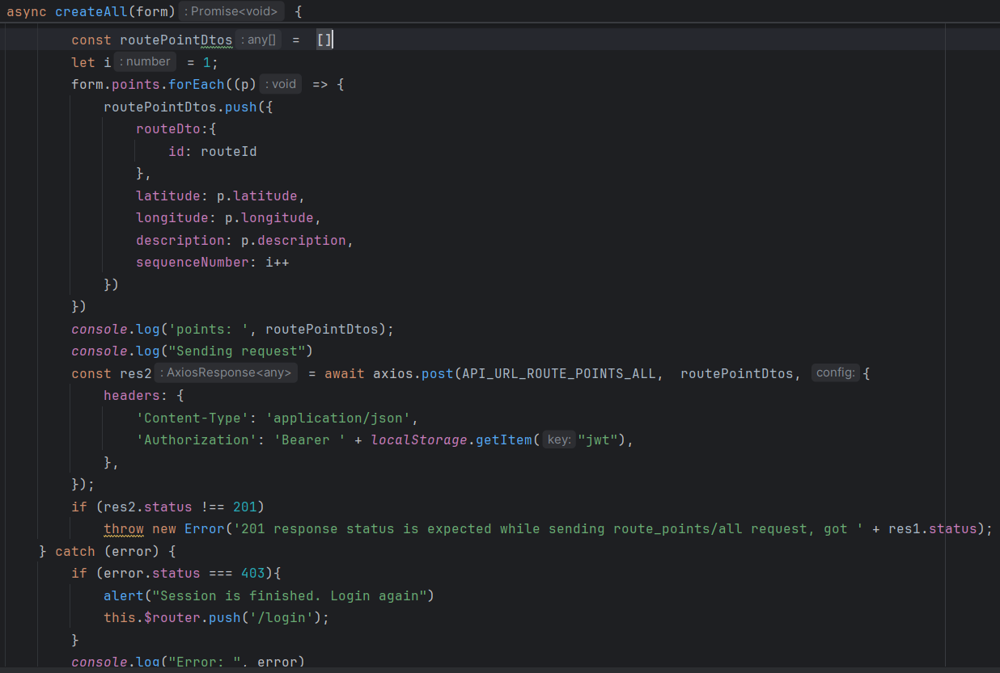 async createAll(form) : Promise<void> {
const routePointDtos : any[] = []
let i : number = 1;
form.points.forEach((p) : void => {
routePointDtos.push({
routeDto:{
id: routeId
},
latitude: p.latitude,
longitude: p.longitude,
description: p.description,
sequenceNumber: i++
})
})
console.log('points: ', routePointDtos);
console.log("Sending request")
const res2 : AxiosResponse<any> = await axios.post(API_URL_ROUTE_POINTS_ALL, routePointDtos, config: {
headers: {
'Content-Type': 'application/json',
'Authorization': 'Bearer ' + localStorage.getItem( key: "jwt"),
},
});
if (res2.status !== 201)
throw new Error('201 response status is expected while sending route_points/all request, got ' + res1.status);
} catch (error) {
if (error.status === 403){
alert("Session is finished. Login again")
this.$router.push('/login');
}
console.log("Error: ", error)